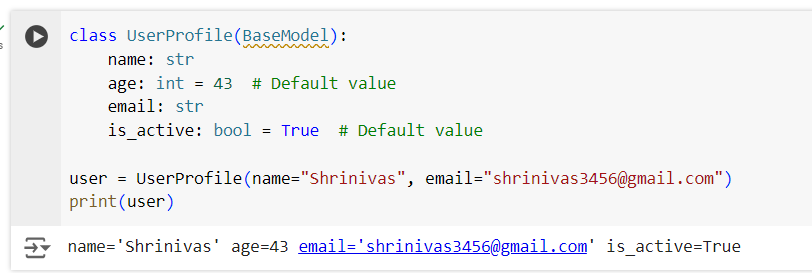 class UserProfile(BaseModel):
    name: str
    age: int = 43  # Default value
    email: str
    is_active: bool = True  # Default value

user = UserProfile(name="Shrinivas", email="shrinivas3456@gmail.com")
print(user)
name='Shrinivas' age=43 email='shrinivas3456@gmail.com' is_active=True